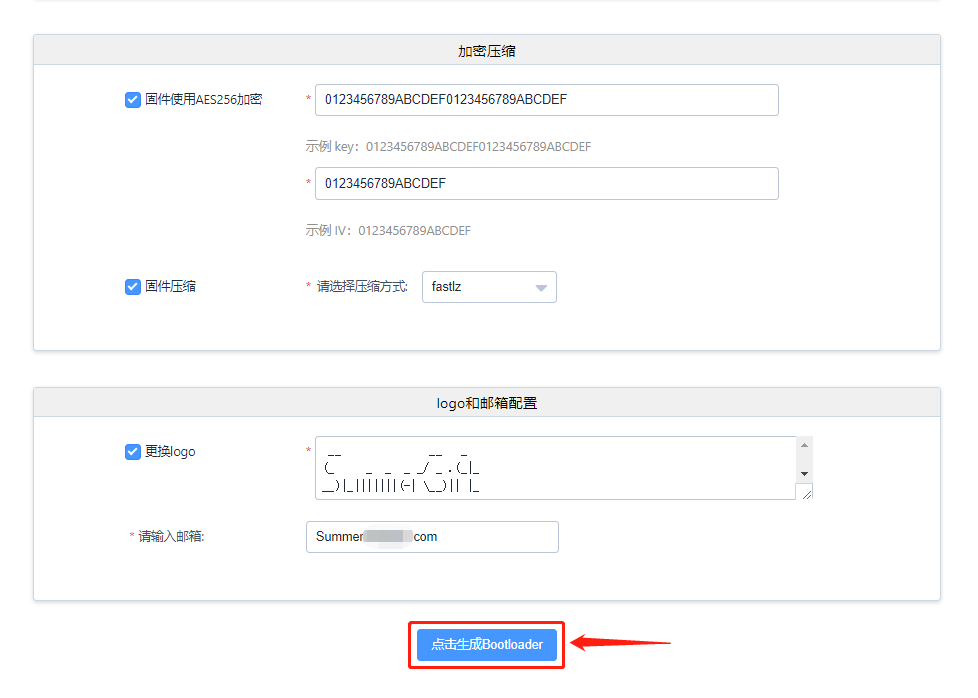 加密压缩
固件使用AES256加密 * 0123456789ABCDEF0123456789ABCDEF
示例 key：0123456789ABCDEF0123456789ABCDEF
* 0123456789ABCDEF
示例 IV：0123456789ABCDEF
固件压缩 * 请选择压缩方式: fastlz
logo和邮箱配置
更换logo *
* 请输入邮箱: Summer com
点击生成Bootloader